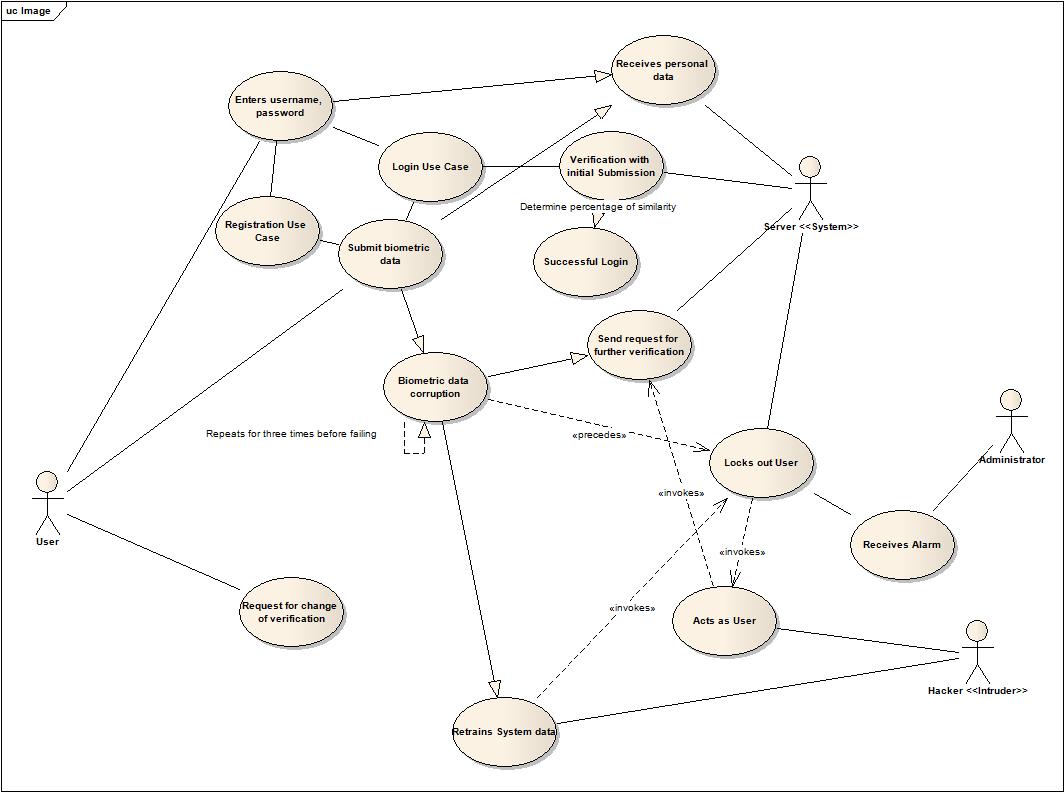 uc Image
Receives personal
data
Enters username,
password
Login Use Case
Verification with
initial Submission
Determine percentage of similarity
Server <<System>>
Registration Use
Case
Submit biometric
data
Successful Login
Send request for
further verification
Biometric data
corruption
Repeats for three times before failing
«precedes»
Locks out User
Administrator
«invokes»
User
Receives Alarm
«invokes»
Request for change
of verification
«invokes»
Acts as User
Hacker <<Intruder>>
Retrains System data